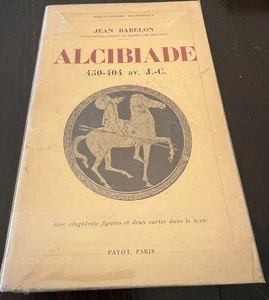 BIBLIOTHÈQUE HISTORIQUE
JEAN BABELON
ALCIBIADE
450-404 av. J.-C.
Avec vingt-trois figures et deux cartes dans le texte
PAYOT, PARIS